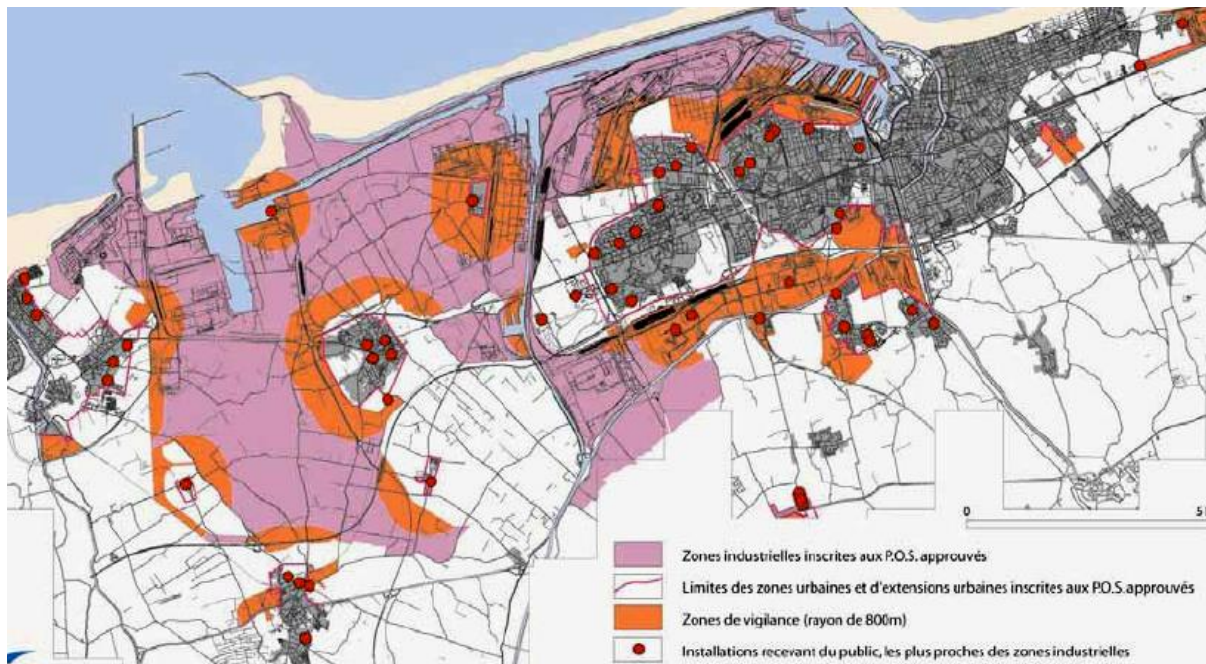 0
Zones industrielles inscrites aux P.O.S. approuvés
Limites des zones urbaines et d'extensions urbaines inscrites aux P.O.S. approuvés
Zones de vigilance (rayon de 800m)
Installations recevant du public, les plus proches des zones industrielles